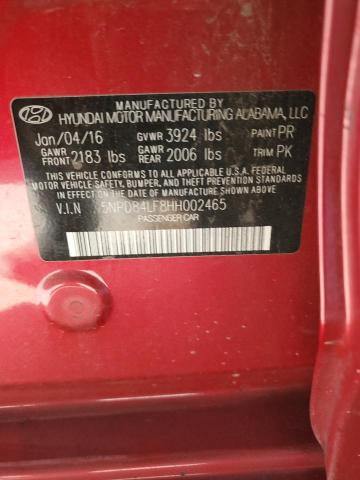 MANUFACTURED BY
HYUNDAI MOTOR MANUFACTURING ALABAMA, LLC
Jan/04/16 GVWR 3924 lbs PAINT PR
GAWR FRONT 2183 lbs GAWR REAR 2006 lbs TRIM PK
THIS VEHICLE CONFORMS TO ALL APPLICABLE FEDERAL
MOTOR VEHICLE SAFETY, BUMPER, AND THEFT PREVENTION
STANDARDS IN EFFECT ON THE DATE OF MANUFACTURE SHOWN ABOVE.
V.I.N 5NPD84LF8HH002465
PASSENGER CAR